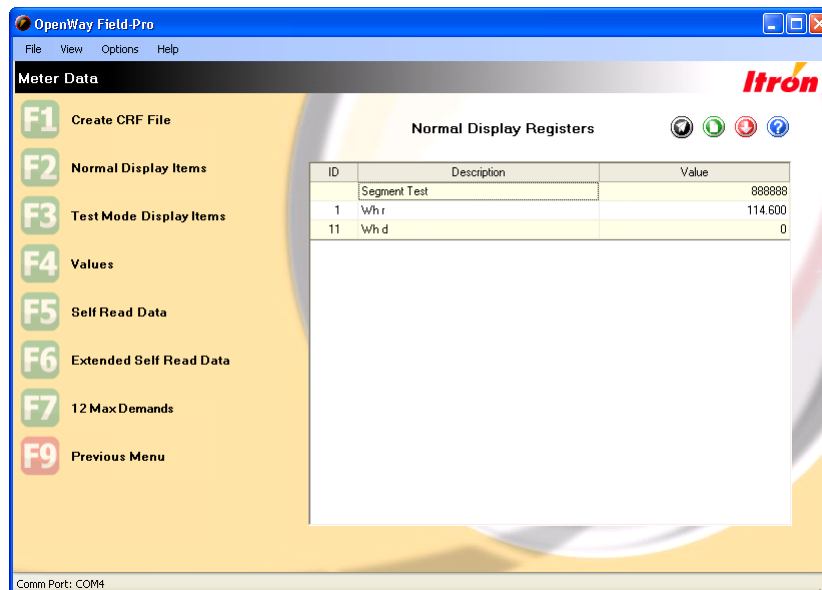 OpenWay Field-Pro
File View Options Help
Meter Data
Itrón
F1 Create CRF File
F2 Normal Display Items
F3 Test Mode Display Items
F4 Values
F5 Self Read Data
F6 Extended Self Read Data
F7 12 Max Demands
F9 Previous Menu
Normal Display Registers ?
ID Description Value
Segment Test 888888
1 Wh r 114.600
11 Wh d 0
Comm Port: COM4